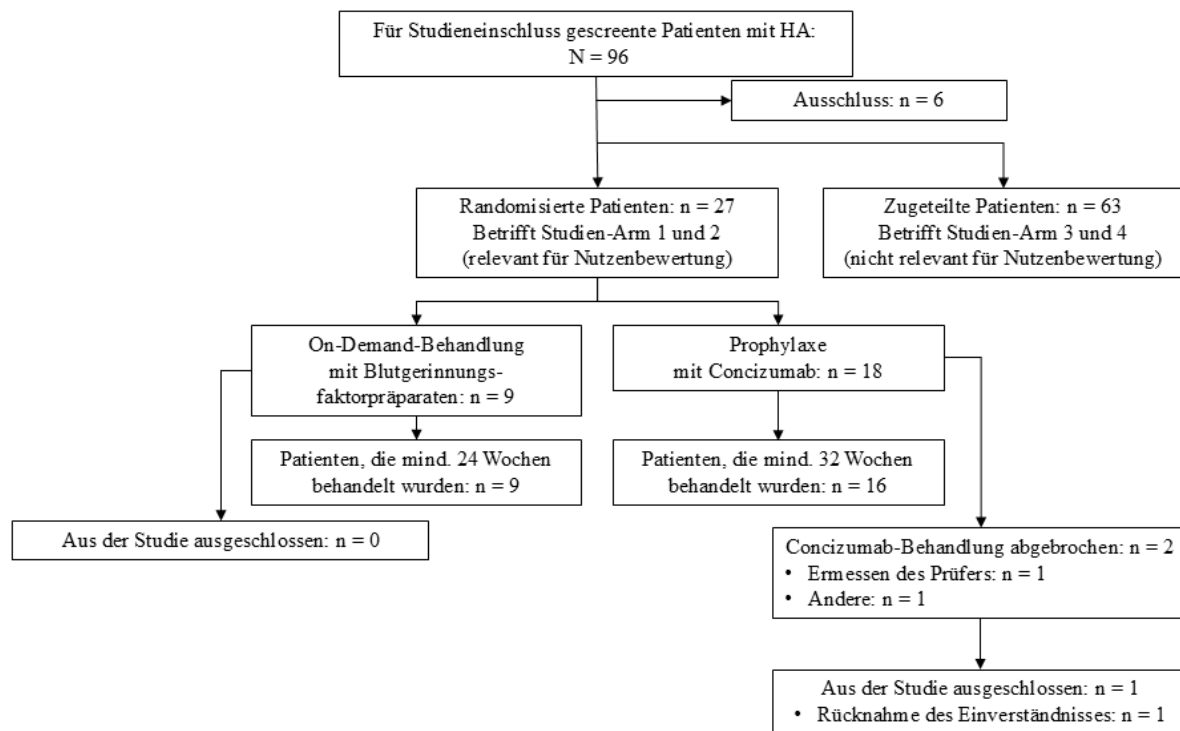 Für Studieneinschluss gescreente Patienten mit HA:
N = 96
Ausschluss: n = 6
Randomisierte Patienten: n = 27
Betrifft Studien-Arm 1 und 2
(relevant für Nutzenbewertung)
Zugeteilte Patienten: n = 63
Betrifft Studien-Arm 3 und 4
(nicht relevant für Nutzenbewertung)
On-Demand-Behandlung
mit Blutgerinnungs-
faktorpräparaten: n = 9
Prophylaxe
mit Concizumab: n = 18
Patienten, die mind. 24 Wochen
behandelt wurden: n = 9
Patienten, die mind. 32 Wochen
behandelt wurden: n = 16
Aus der Studie ausgeschlossen: n = 0
Concizumab-Behandlung abgebrochen: n = 2
• Ermessen des Prüfers: n = 1
• Andere: n = 1
Aus der Studie ausgeschlossen: n = 1
• Rücknahme des Einverständnisses: n = 1